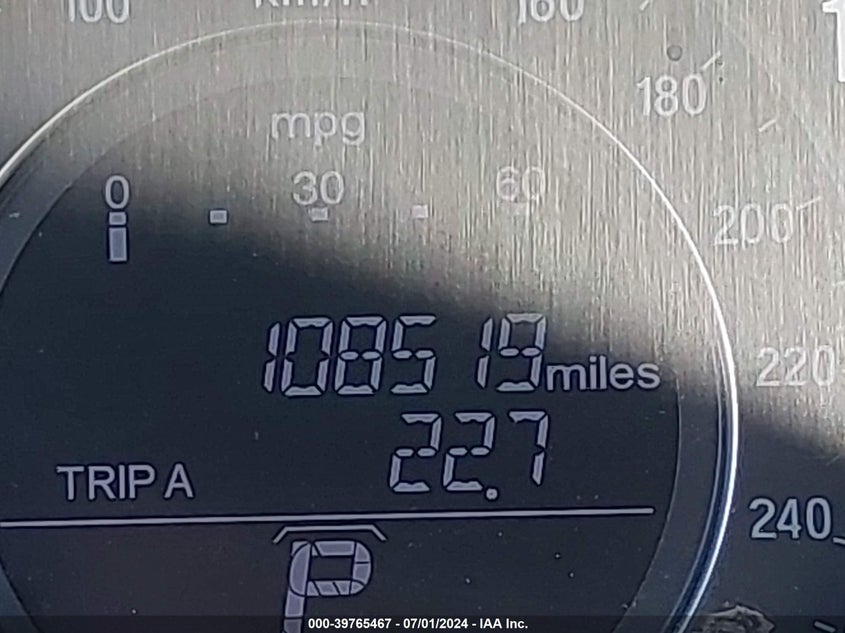 100 km/h 160
180
mpg
0 30 60
200
108519 miles
220
22.7
TRIP A
240
P
000-39765467 - 07/01/2024 - IAA Inc.